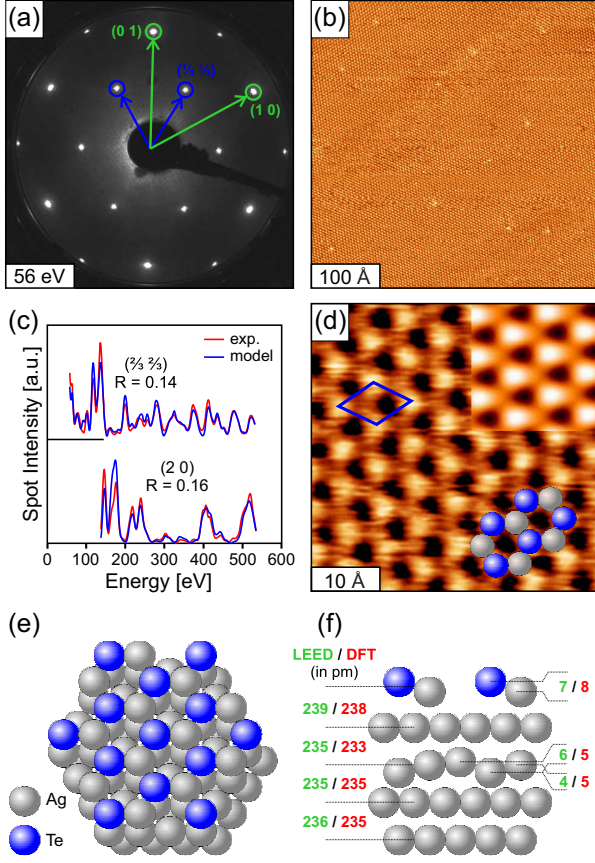 (a)
(0 1)
(⅓ ⅓)
(1 0)
56 eV
(b)
100 Å
(c)
exp.
model
(⅔ ⅔)
R = 0.14
(2 0)
R = 0.16
Spot Intensity [a.u.]
0 100 200 300 400 500 600
Energy [eV]
(d)
10 Å
(e)
Ag
Te
(f)
LEED / DFT
(in pm)
7 / 8
239 / 238
235 / 233
6 / 5
235 / 235
4 / 5
236 / 235